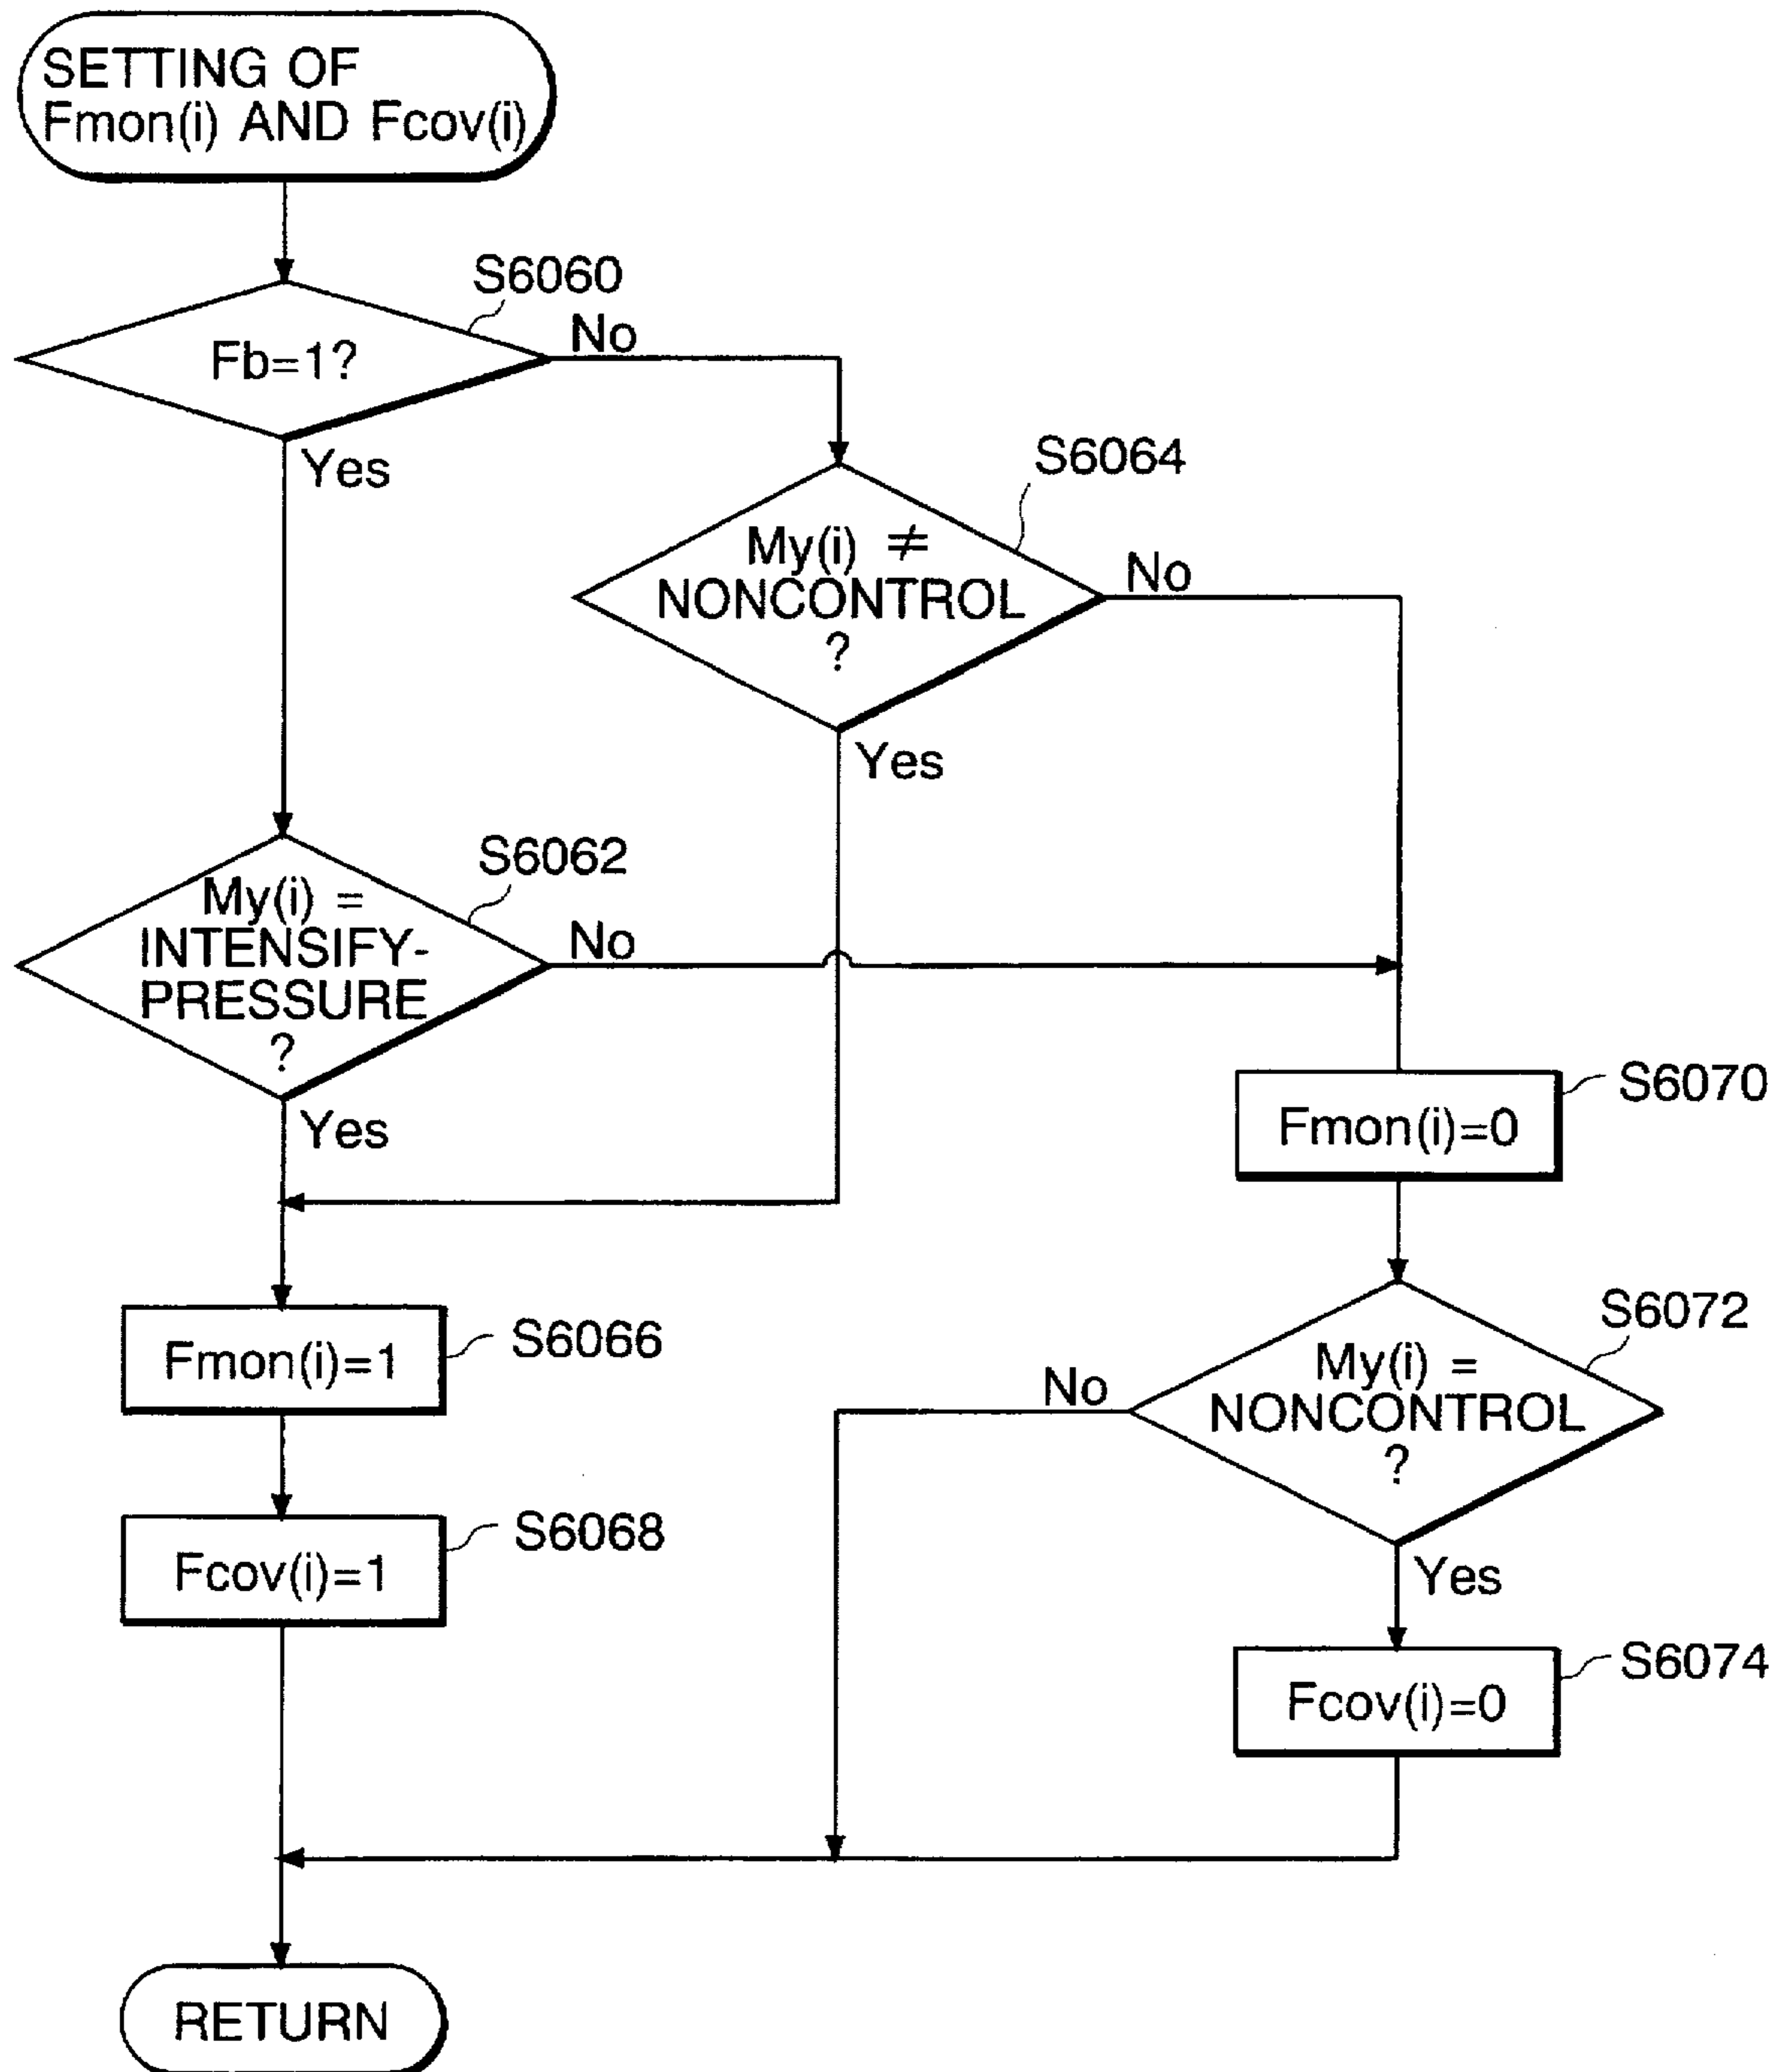 SETTING OF
Fmon(i) AND Fcov(i)
S6060
Fb=1?
No
Yes
S6064
My(i) ≠
NONCONTROL
?
No
Yes
S6062
My(i) =
INTENSIFY-
PRESSURE
?
No
Yes
S6070
Fmon(i)=0
S6066
Fmon(i)=1
S6072
My(i) =
NONCONTROL
?
No
Yes
S6068
Fcov(i)=1
S6074
Fcov(i)=0
RETURN